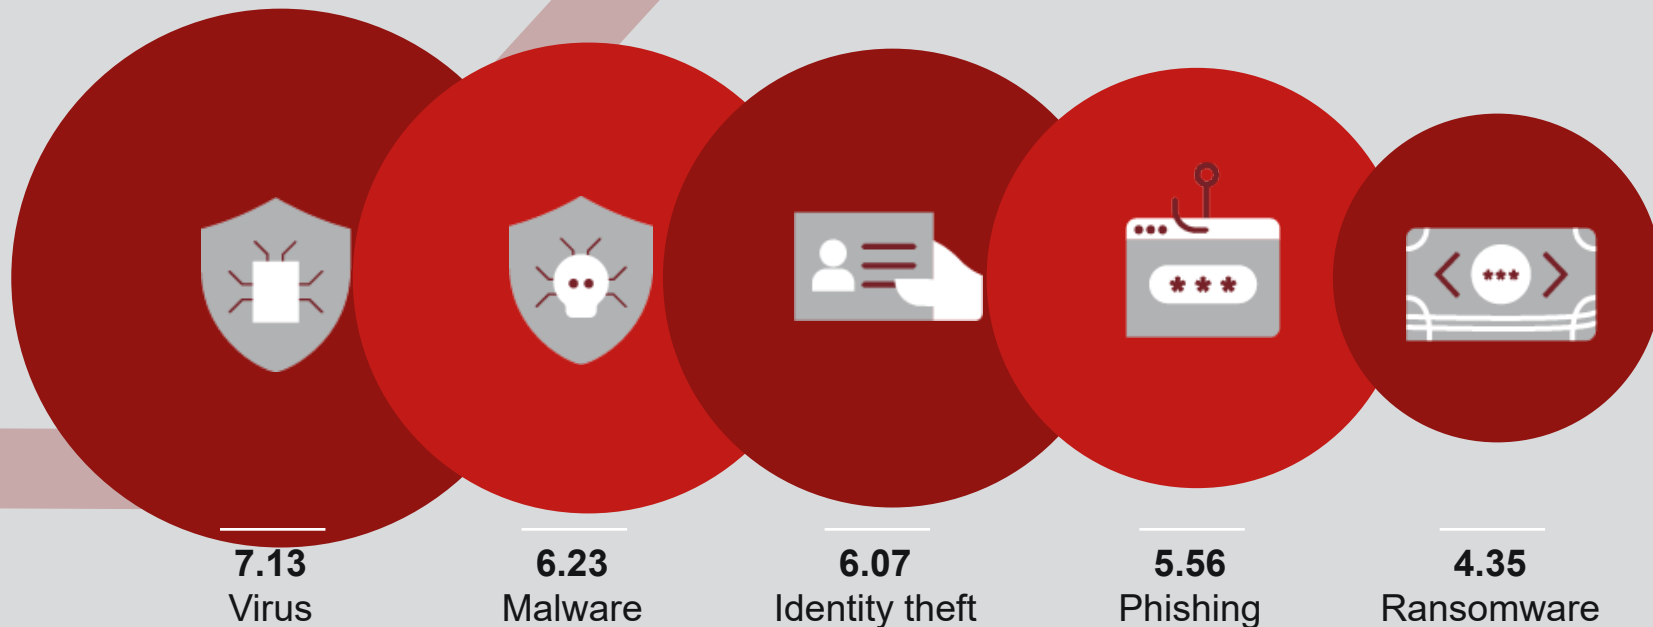 7.13
Virus
6.23
Malware
6.07
Identity theft
5.56
Phishing
4.35
Ransomware